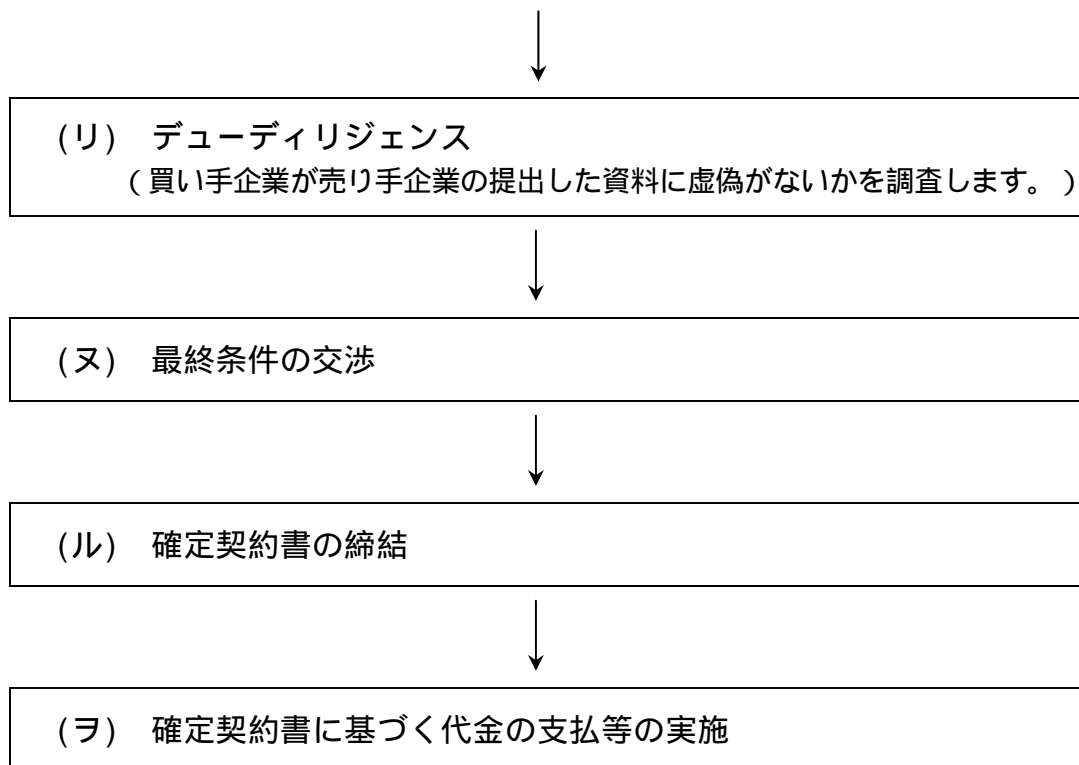 (リ) デューディリジェンス
(買い手企業が売り手企業の提出した資料に虚偽がないかを調査します。)
(ヌ) 最終条件の交渉
(ル) 確定契約書の締結
(ヲ) 確定契約書に基づく代金の支払等の実施